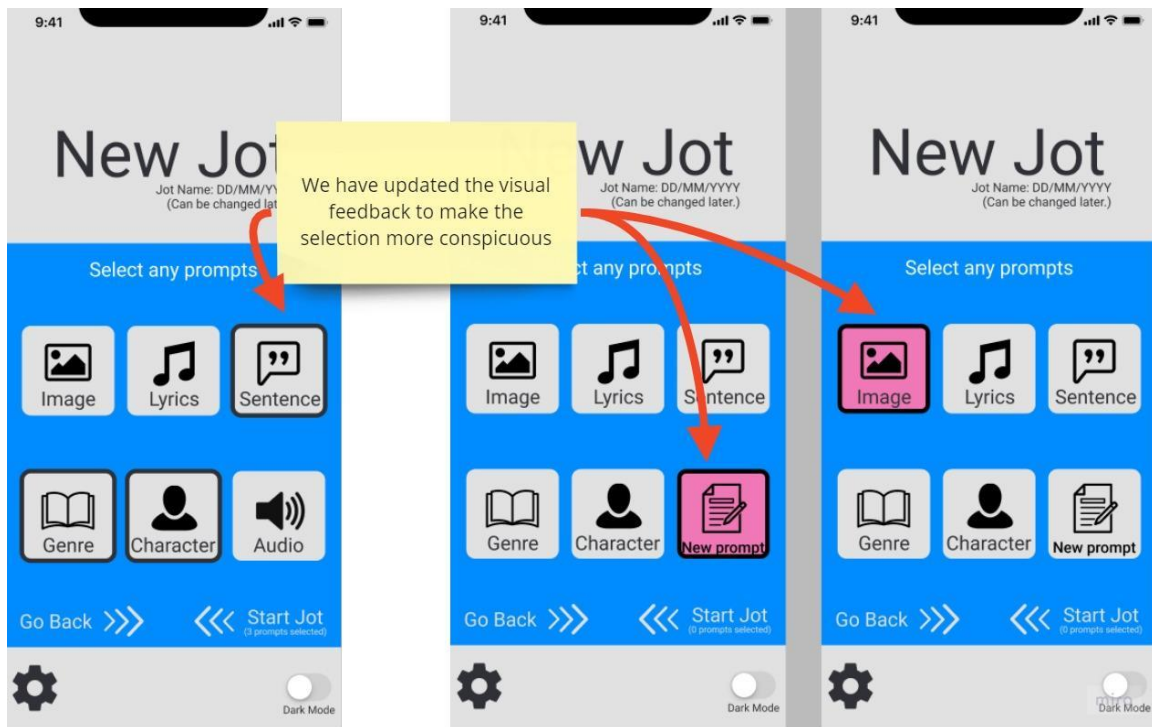 9:41
New Jot
Jot Name: DD/MM/YY
(Can be changed lat
We have updated the visual
feedback to make the
selection more conspicuous
Select any prompts
Image
Lyrics
Sentence
Genre
Character
Audio
Go Back
Start Jot
(3 prompts selected)
Dark Mode
9:41
w Jot
Jot Name: DD/MM/YYYY
(Can be changed later.)
ct any prompts
Image
Lyrics
Sentence
Genre
Character
New prompt
Go Back
Start Jot
(0 prompts selected)
Dark Mode
9:41
New Jot
Jot Name: DD/MM/YYYY
(Can be changed later.)
Select any prompts
Image
Lyrics
Sentence
Genre
Character
New prompt
Go Back
Start Jot
(0 prompts selected)
miro
Dark Mode